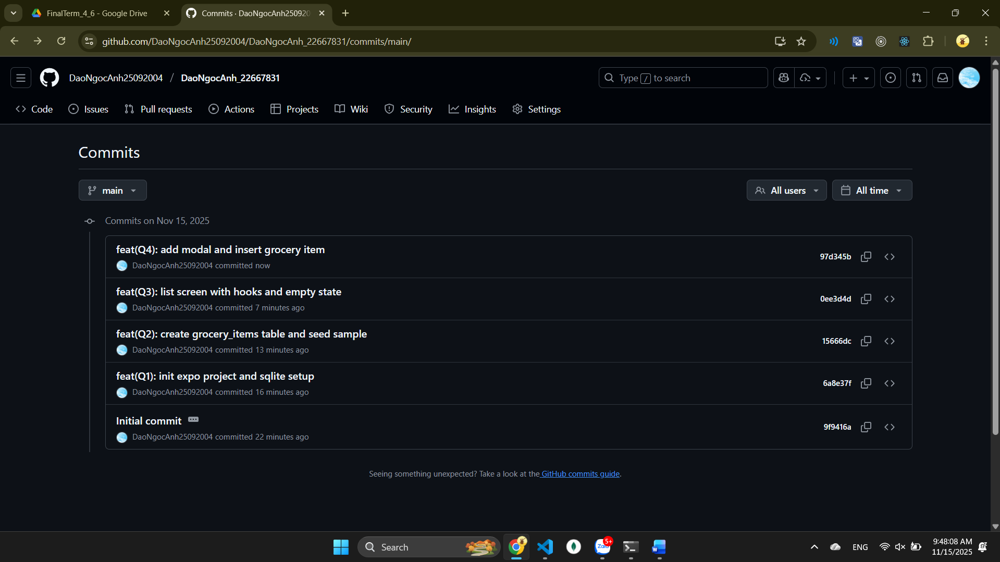 FinalTerm_4_6 - Google Drive
Commits · DaoNgocAnh250920
github.com/DaoNgocAnh25092004/DaoNgocAnh_22667831/commits/main/
DaoNgocAnh25092004 / DaoNgocAnh_22667831
Type / to search
Code
Issues
Pull requests
Actions
Projects
Wiki
Security
Insights
Settings
Commits
main
All users
All time
Commits on Nov 15, 2025
feat(Q4): add modal and insert grocery item
DaoNgocAnh25092004 committed now
97d345b
feat(Q3): list screen with hooks and empty state
DaoNgocAnh25092004 committed 7 minutes ago
0ee3d4d
feat(Q2): create grocery_items table and seed sample
DaoNgocAnh25092004 committed 13 minutes ago
15666dc
feat(Q1): init expo project and sqlite setup
DaoNgocAnh25092004 committed 16 minutes ago
6a8e37f
Initial commit
DaoNgocAnh25092004 committed 22 minutes ago
9f9416a
Seeing something unexpected? Take a look at the GitHub commits guide.
Search
Zalo
5+
W
ENG
9:48:08 AM
11/15/2025